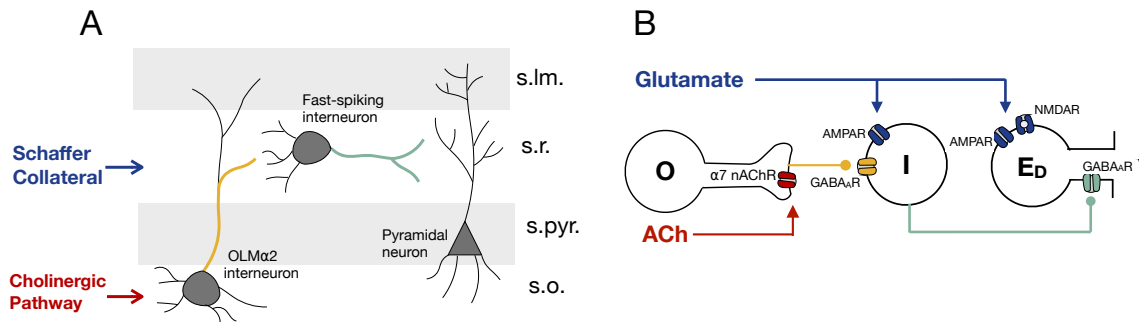 A
s.lm.
Fast-spiking
interneuron
Schaffer
Collateral
s.r.
s.pyr.
Pyramidal
neuron
OLMα2
interneuron
Cholinergic
Pathway
s.o.
B
Glutamate
NMDAR
AMPAR
AMPAR
O
α7 nAChR
GABAAR
I
ED
GABAAR
ACh